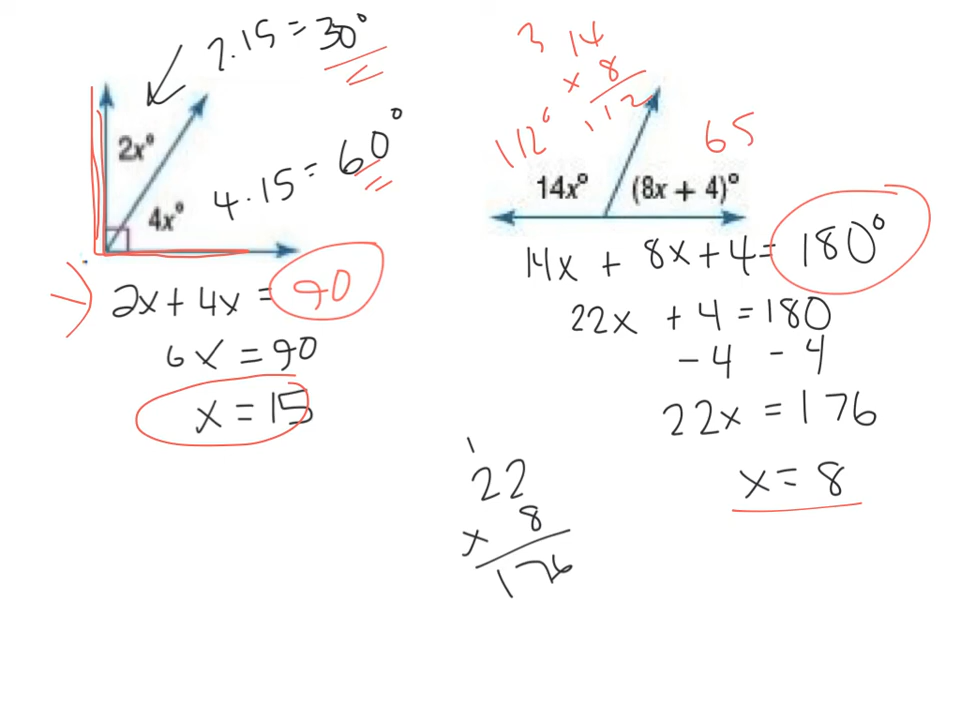 2.15 = 30°
2x°
4.15 = 60°
4x°
2x + 4x = 90
6x = 90
x = 15
3 14
x 8
112
112°
65
14x°
(8x + 4)°
14x + 8x + 4 = 180°
22x + 4 = 180
- 4 - 4
22x = 176
x = 8
1
22
x 8
176